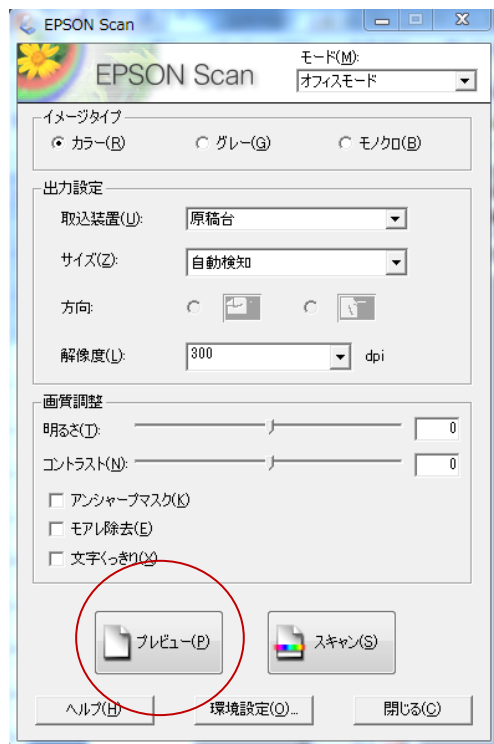 EPSON Scan
EPSON Scan
モード(M):
オフィスモード
イメージタイプ
カラー(R) グレー(G) モノクロ(B)
出力設定
取込装置(U): 原稿台
サイズ(Z): 自動検知
方向:
解像度(L): 300 dpi
画質調整
明るさ(T): 0
コントラスト(N): 0
アンシャープマスク(K)
モアレ除去(E)
文字くっきり(X)
プレビュー(P) スキャン(S)
ヘルプ(H) 環境設定(O)... 閉じる(C)